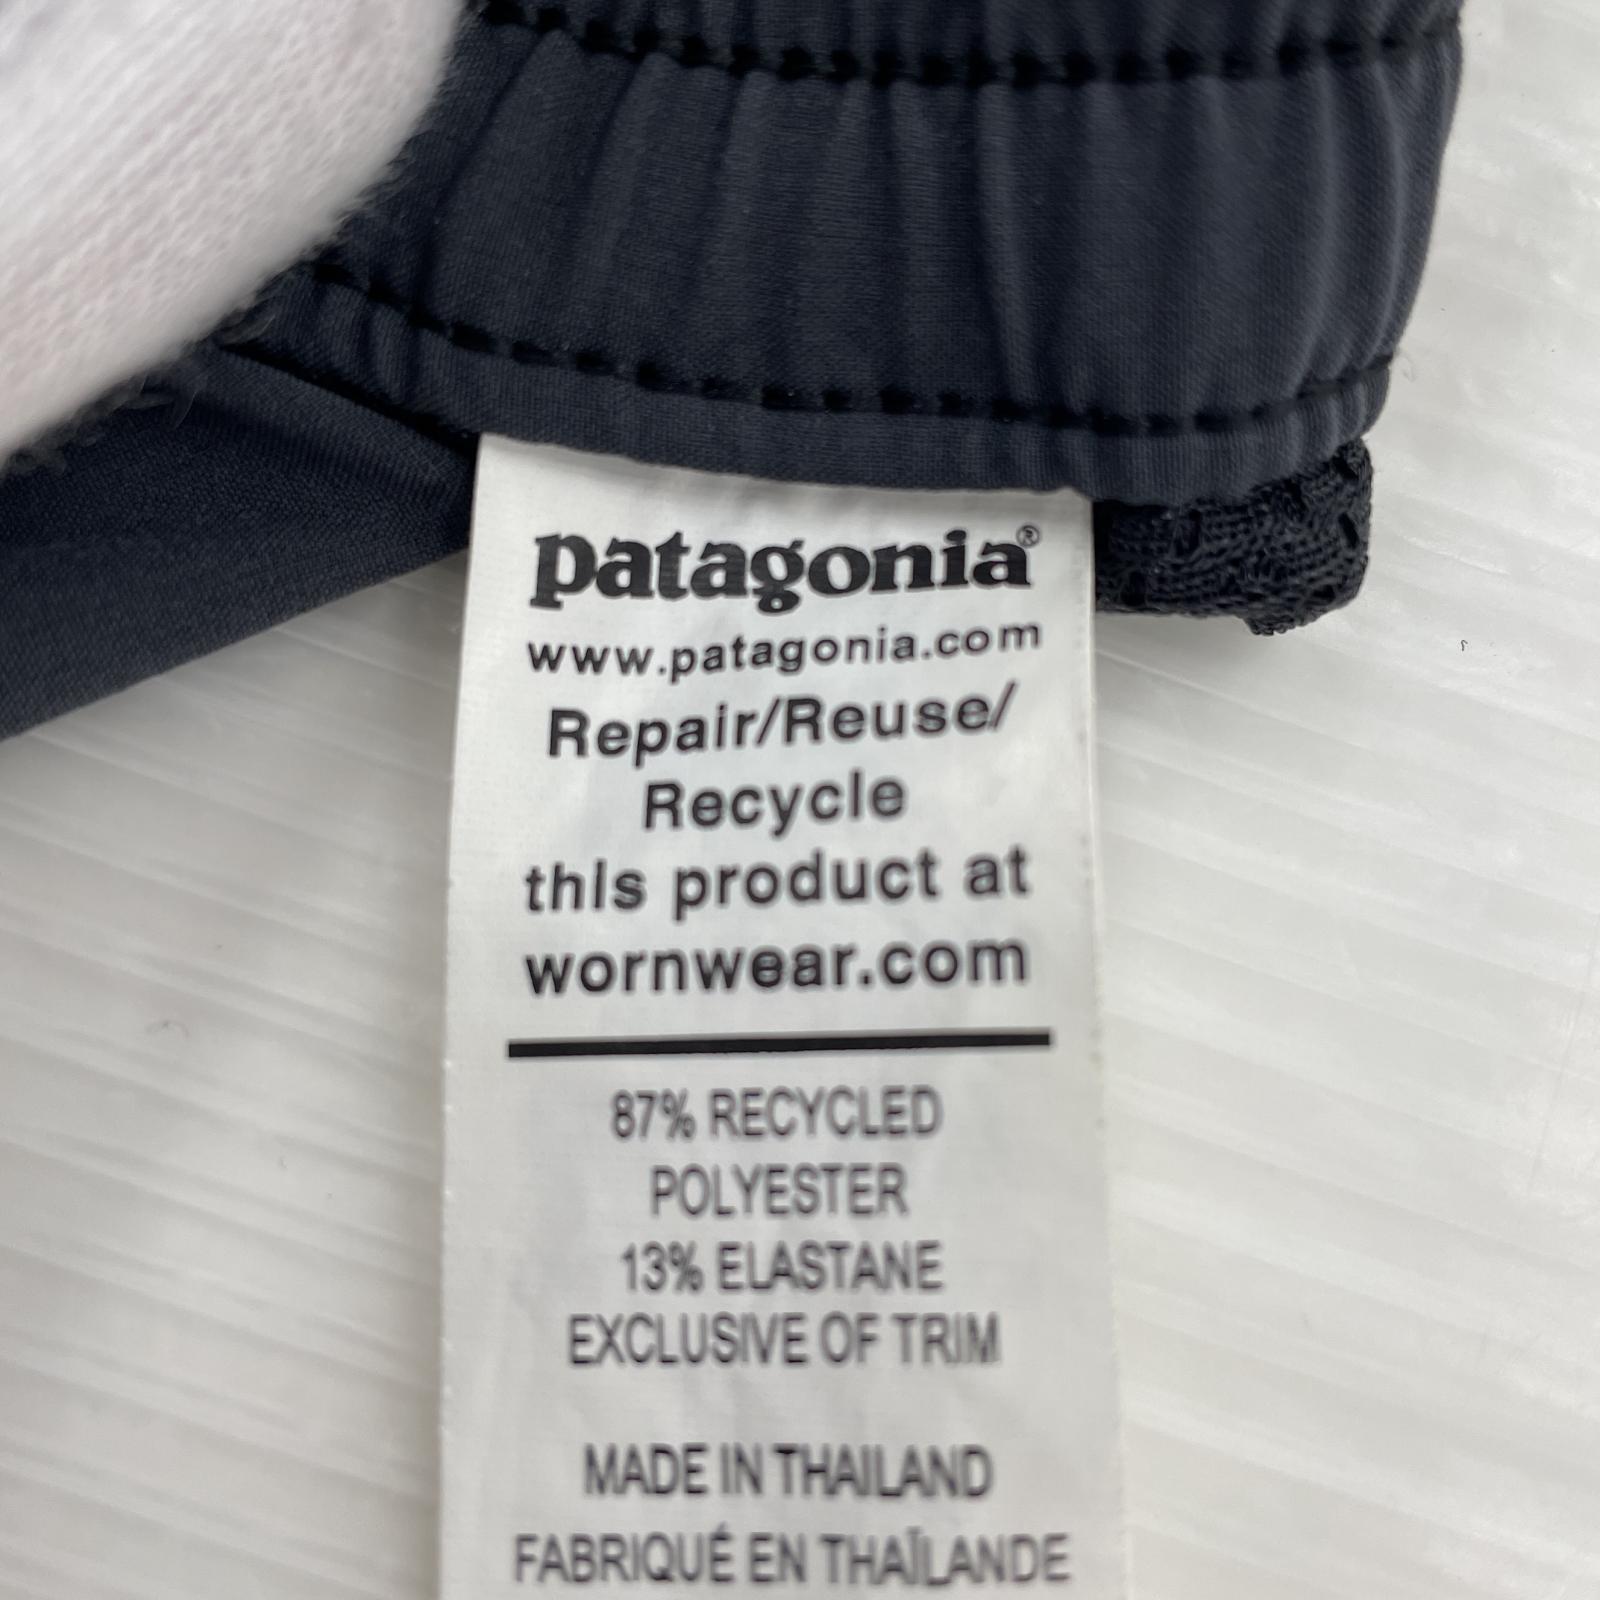 patagonia®
www.patagonia.com
Repair/Reuse/
Recycle
this product at
wornwear.com
87% RECYCLED
POLYESTER
13% ELASTANE
EXCLUSIVE OF TRIM
MADE IN THAILAND
FABRIQUÉ EN THAÏLANDE